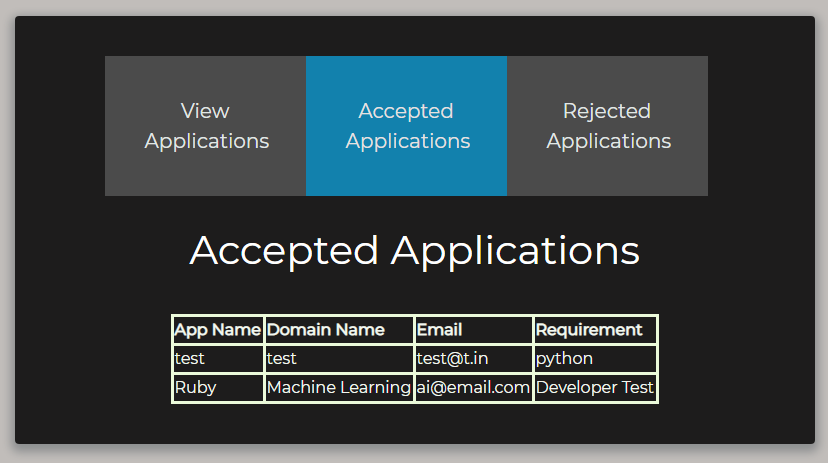 View
Applications
Accepted
Applications
Rejected
Applications
Accepted Applications
App Name Domain Name Email Requirement
test test test@t.in python
Ruby Machine Learning ai@email.com Developer Test